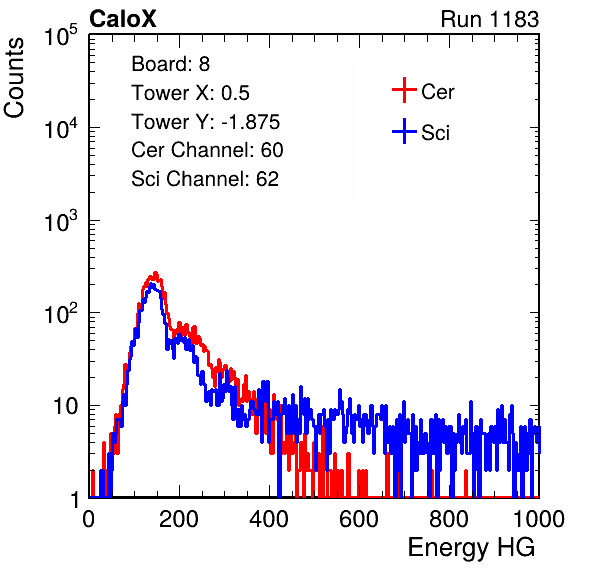 CaloX Run 1183
Counts
10^5
10^4
10^3
10^2
10
1
Board: 8
Tower X: 0.5
Tower Y: -1.875
Cer Channel: 60
Sci Channel: 62
Cer
Sci
0 200 400 600 800 1000
Energy HG